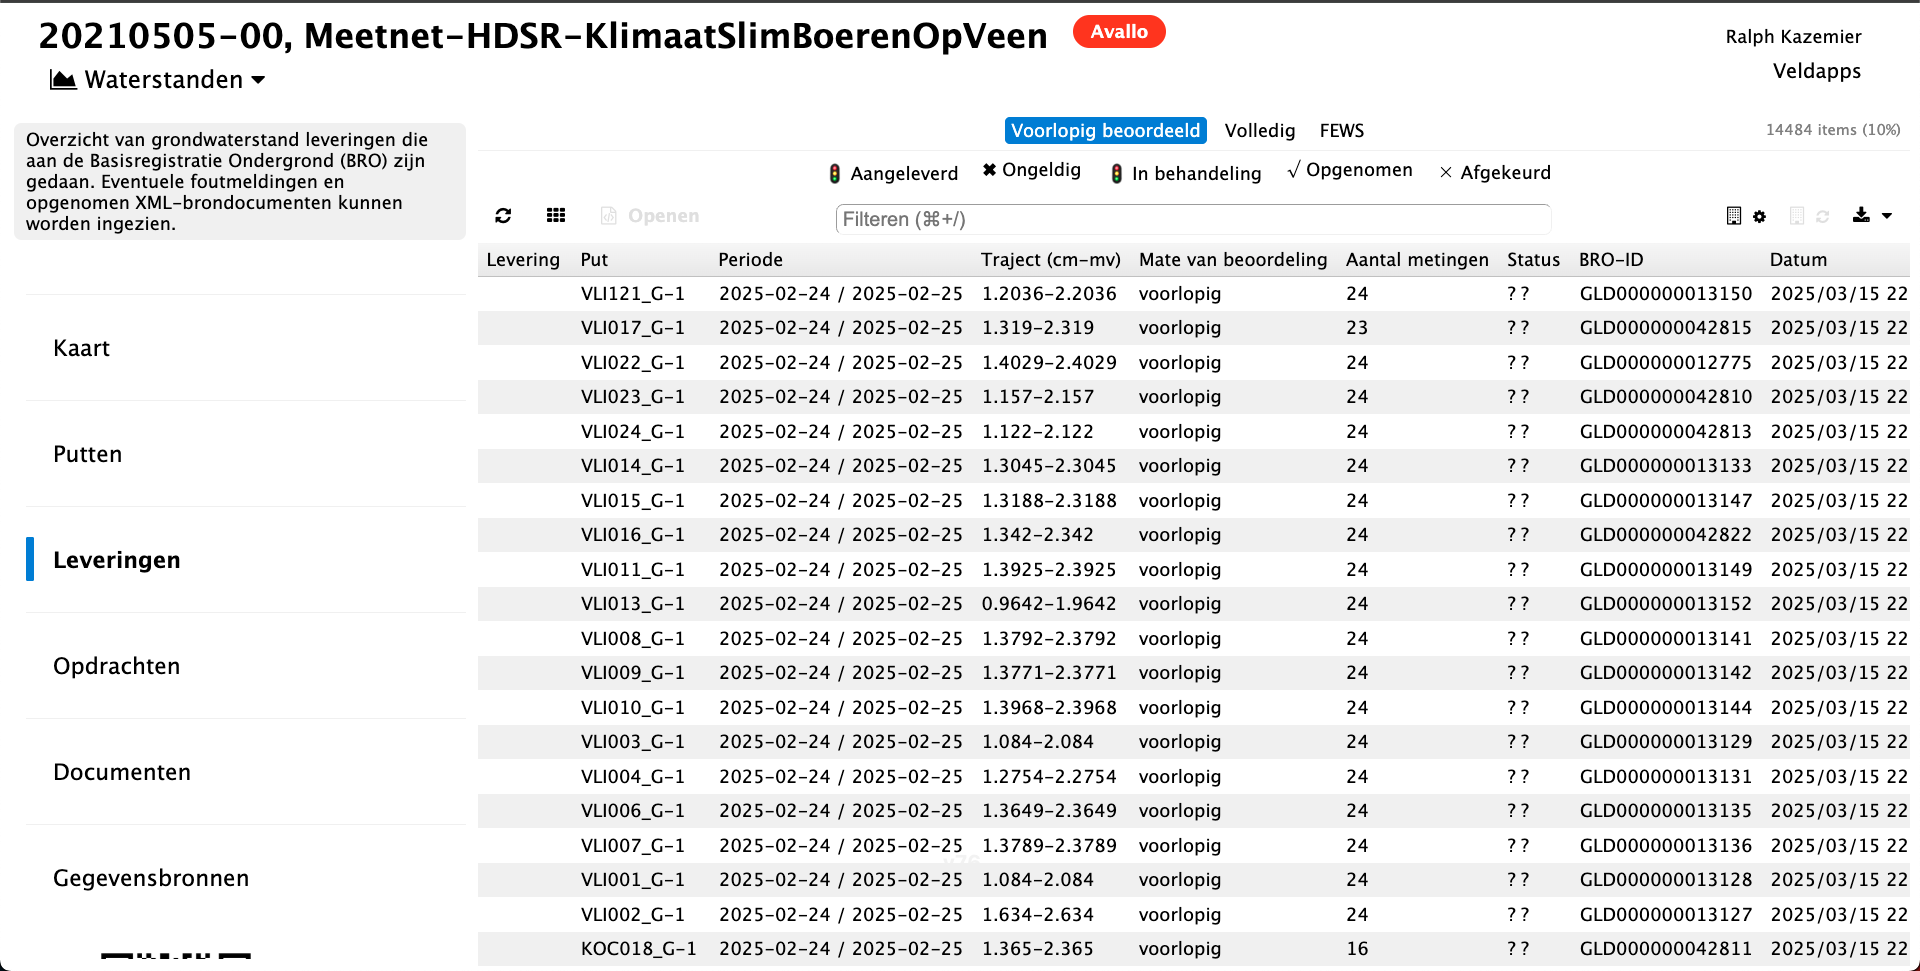 20210505-00, Meetnet-HDSR-KlimaatSlimBoerenOpVeen Avallo
Ralph Kazemier
Waterstanden
Veldapps
Overzicht van grondwaterstand leveringen die
aan de Basisregistratie Ondergrond (BRO) zijn
gedaan. Eventuele foutmeldingen en
opgenomen XML-brondocumenten kunnen
worden ingezien.
Kaart
Putten
Leveringen
Opdrachten
Documenten
Gegevensbronnen
Voorlopig beoordeeld Volledig FEWS 14484 items (10%)
Aangeleverd ✖ Ongeldig In behandeling √ Opgenomen × Afgekeurd
Openen Filteren (⌘+/)
Levering Put Periode Traject (cm-mv) Mate van beoordeling Aantal metingen Status BRO-ID Datum
VLI121_G-1 2025-02-24 / 2025-02-25 1.2036-2.2036 voorlopig 24 ?? GLD000000013150 2025/03/15 22
VLI017_G-1 2025-02-24 / 2025-02-25 1.319-2.319 voorlopig 23 ?? GLD000000042815 2025/03/15 22
VLI022_G-1 2025-02-24 / 2025-02-25 1.4029-2.4029 voorlopig 24 ?? GLD000000012775 2025/03/15 22
VLI023_G-1 2025-02-24 / 2025-02-25 1.157-2.157 voorlopig 24 ?? GLD000000042810 2025/03/15 22
VLI024_G-1 2025-02-24 / 2025-02-25 1.122-2.122 voorlopig 24 ?? GLD000000042813 2025/03/15 22
VLI014_G-1 2025-02-24 / 2025-02-25 1.3045-2.3045 voorlopig 24 ?? GLD000000013133 2025/03/15 22
VLI015_G-1 2025-02-24 / 2025-02-25 1.3188-2.3188 voorlopig 24 ?? GLD000000013147 2025/03/15 22
VLI016_G-1 2025-02-24 / 2025-02-25 1.342-2.342 voorlopig 24 ?? GLD000000042822 2025/03/15 22
VLI011_G-1 2025-02-24 / 2025-02-25 1.3925-2.3925 voorlopig 24 ?? GLD000000013149 2025/03/15 22
VLI013_G-1 2025-02-24 / 2025-02-25 0.9642-1.9642 voorlopig 24 ?? GLD000000013152 2025/03/15 22
VLI008_G-1 2025-02-24 / 2025-02-25 1.3792-2.3792 voorlopig 24 ?? GLD000000013141 2025/03/15 22
VLI009_G-1 2025-02-24 / 2025-02-25 1.3771-2.3771 voorlopig 24 ?? GLD000000013142 2025/03/15 22
VLI010_G-1 2025-02-24 / 2025-02-25 1.3968-2.3968 voorlopig 24 ?? GLD000000013144 2025/03/15 22
VLI003_G-1 2025-02-24 / 2025-02-25 1.084-2.084 voorlopig 24 ?? GLD000000013129 2025/03/15 22
VLI004_G-1 2025-02-24 / 2025-02-25 1.2754-2.2754 voorlopig 24 ?? GLD000000013131 2025/03/15 22
VLI006_G-1 2025-02-24 / 2025-02-25 1.3649-2.3649 voorlopig 24 ?? GLD000000013135 2025/03/15 22
VLI007_G-1 2025-02-24 / 2025-02-25 1.3789-2.3789 voorlopig 24 ?? GLD000000013136 2025/03/15 22
VLI001_G-1 2025-02-24 / 2025-02-25 1.084-2.084 voorlopig 24 ?? GLD000000013128 2025/03/15 22
VLI002_G-1 2025-02-24 / 2025-02-25 1.634-2.634 voorlopig 24 ?? GLD000000013127 2025/03/15 22
KOC018_G-1 2025-02-24 / 2025-02-25 1.365-2.365 voorlopig 16 ?? GLD000000042811 2025/03/15 22